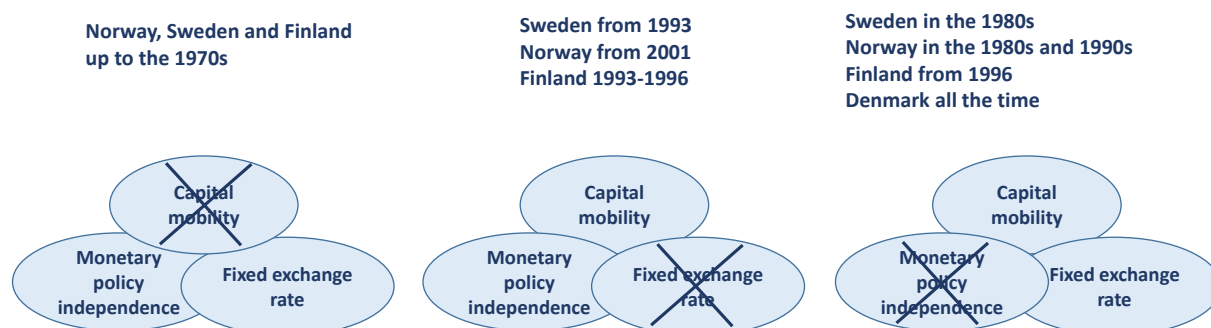 Norway, Sweden and Finland
up to the 1970s
Capital
mobility
Monetary
policy
independence
Fixed exchange
rate
Sweden from 1993
Norway from 2001
Finland 1993-1996
Capital
mobility
Monetary
policy
independence
Fixed exchange
rate
Sweden in the 1980s
Norway in the 1980s and 1990s
Finland from 1996
Denmark all the time
Capital
mobility
Monetary
policy
independence
Fixed exchange
rate